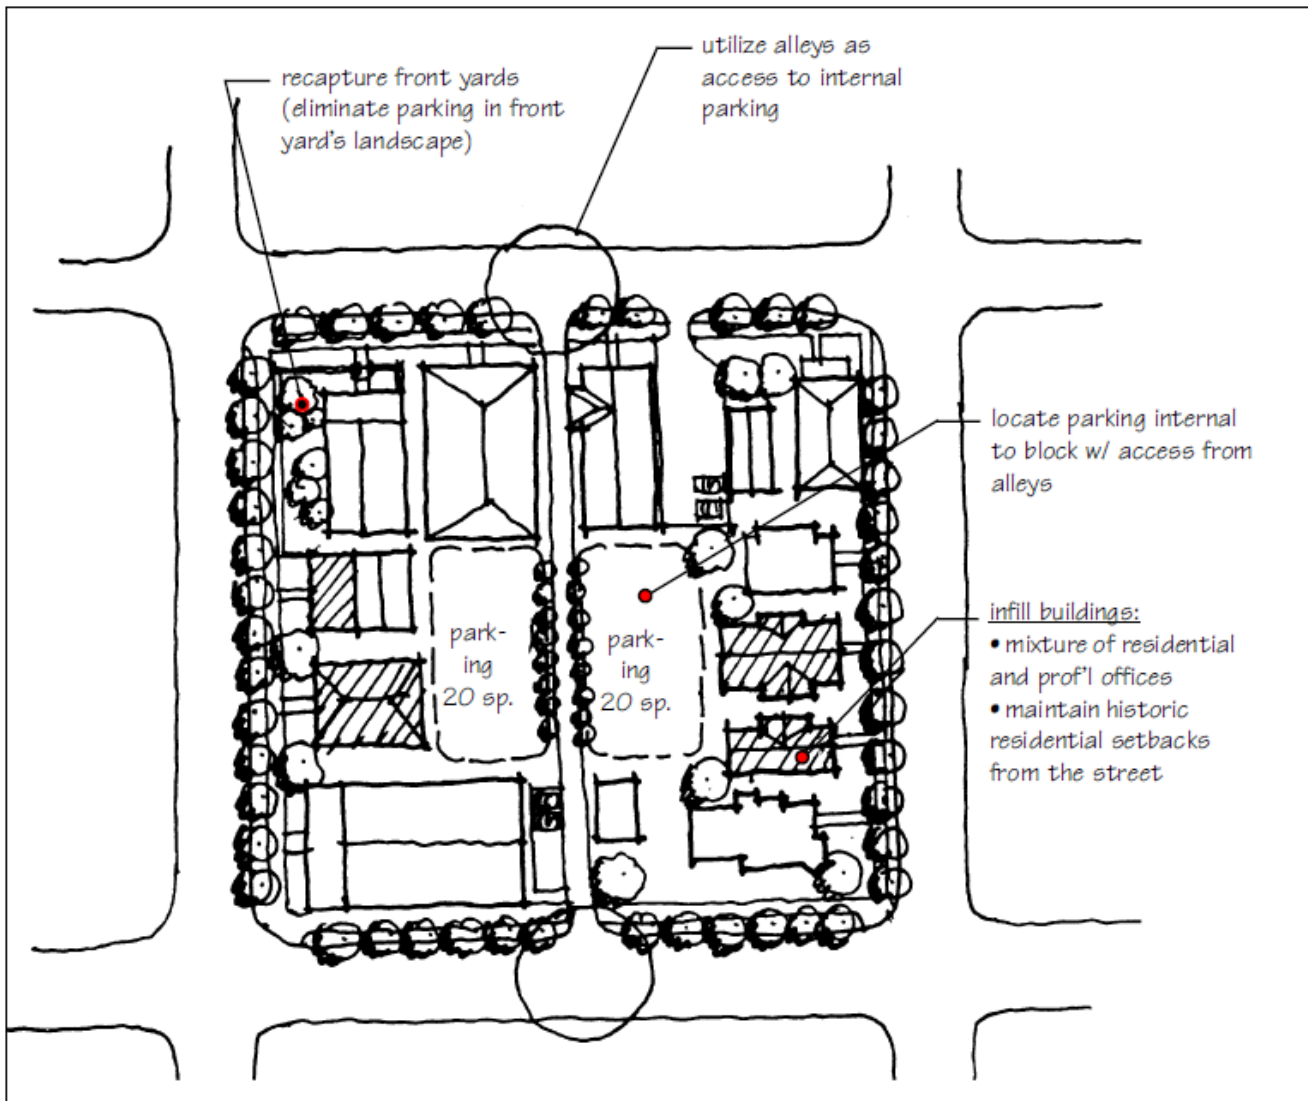 utilize alleys as
access to internal
parking
recapture front yards
(eliminate parking in front
yard's landscape)
locate parking internal
to block w/ access from
alleys
park-
ing
20 sp.
park-
ing
20 sp.
infill buildings:
• mixture of residential
and prof'l offices
• maintain historic
residential setbacks
from the street